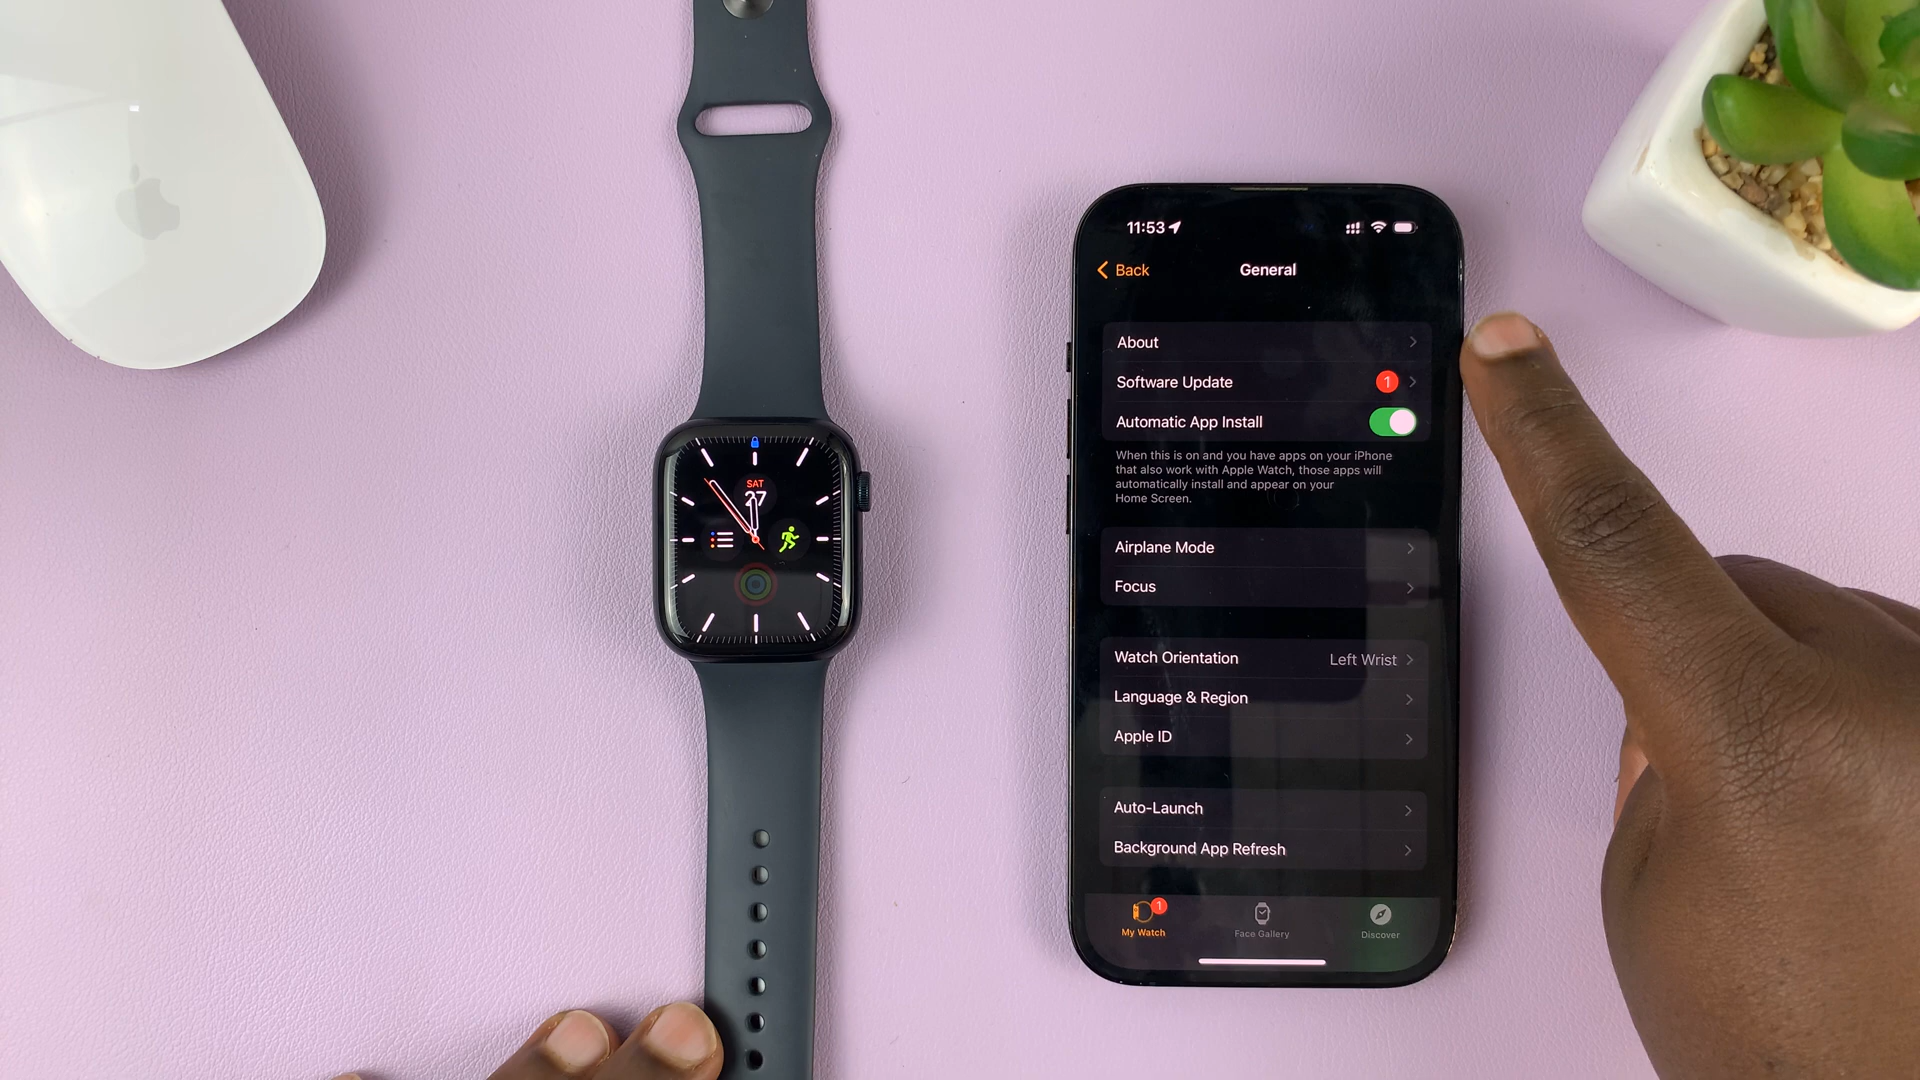 SAT
27
11:53
Back
General
About
Software Update 1
Automatic App Install
When this is on and you have apps on your iPhone
that also work with Apple Watch, those apps will
automatically install and appear on your
Home Screen.
Airplane Mode
Focus
Watch Orientation Left Wrist
Language & Region
Apple ID
Auto-Launch
Background App Refresh
1
My Watch
Face Gallery
Discover